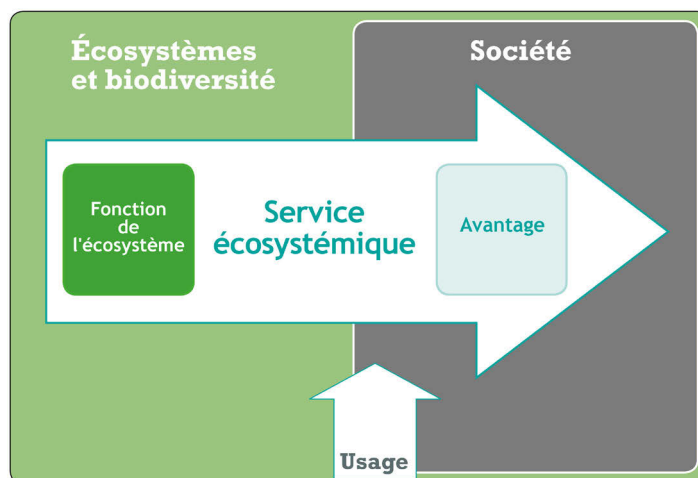 Écosystèmes
et biodiversité
Société
Fonction
de
l'écosystème
Service
écosystémique
Avantage
Usage